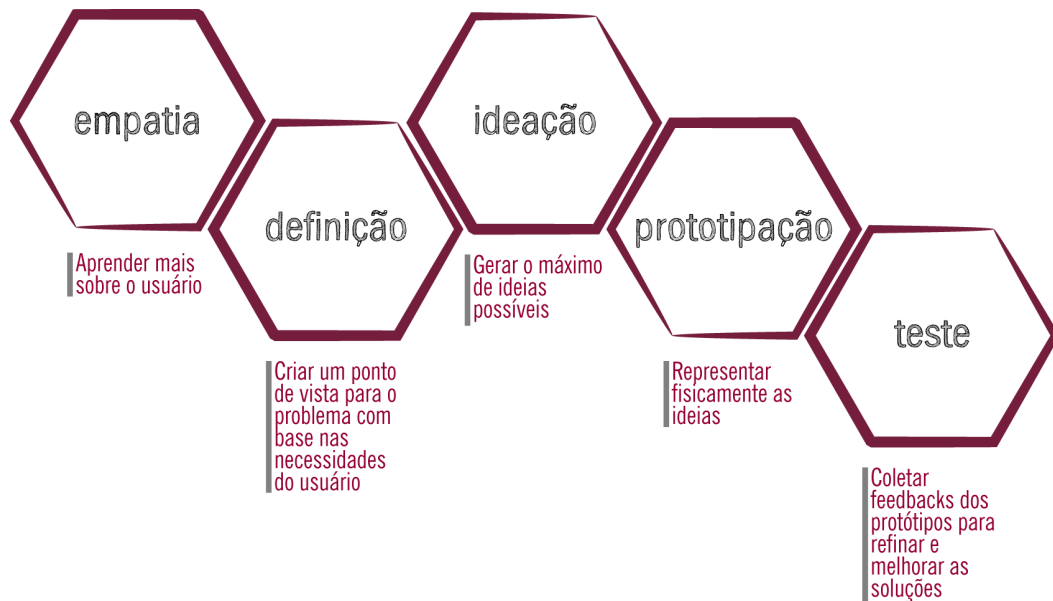 empatia
Aprender mais
sobre o usuário
definição
Criar um ponto
de vista para o
problema com
base nas
necessidades
do usuário
ideação
Gerar o máximo
de ideias
possíveis
prototipação
Representar
fisicamente as
ideias
teste
Coletar
feedbacks dos
protótipos para
refinar e
melhorar as
soluções